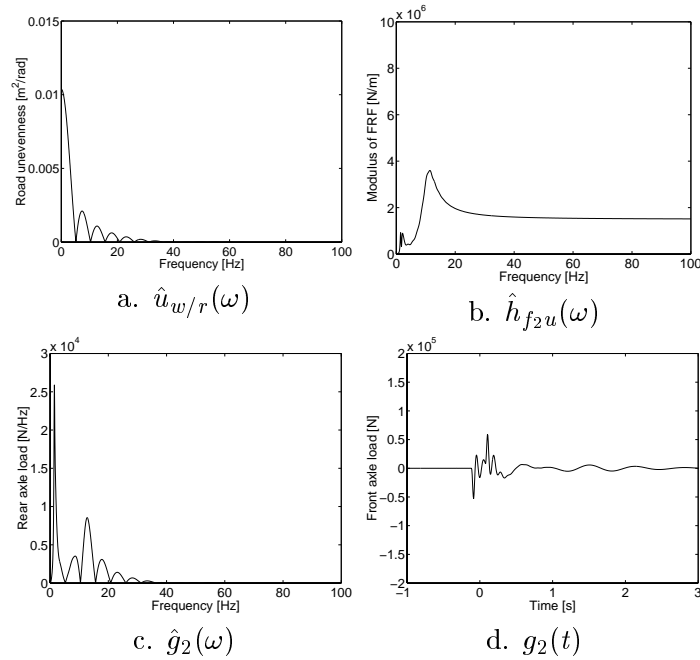 0.015
0.01
0.005
0
0 20 40 60 80 100
Road unevenness [m²/rad]
Frequency [Hz]
a. û_{w/r}(ω)
x 10⁶
10
8
6
4
2
0
0 20 40 60 80 100
Modulus of FRF [N/m]
Frequency [Hz]
b. ĥ_{f₂u}(ω)
x 10⁴
3
2.5
2
1.5
1
0.5
0
0 20 40 60 80 100
Rear axle load [N/Hz]
Frequency [Hz]
c. ĝ₂(ω)
x 10⁵
2
1.5
1
0.5
0
−0.5
−1
−1.5
−2
−1 0 1 2 3
Front axle load [N]
Time [s]
d. g₂(t)